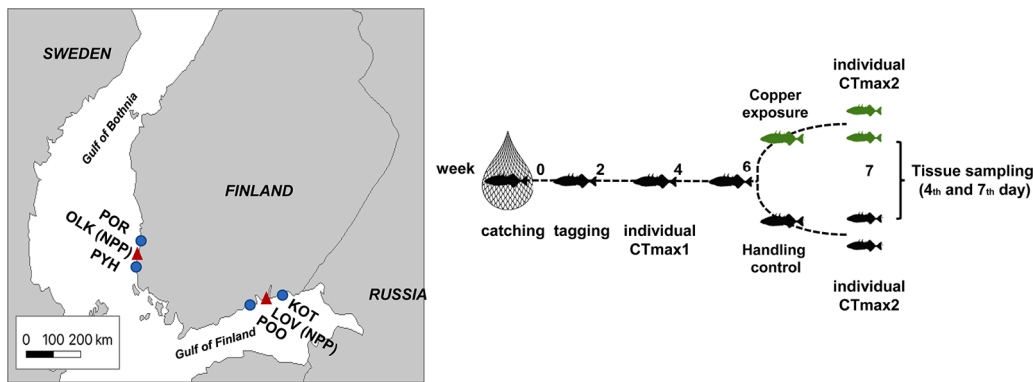 SWEDEN
Gulf of Bothnia
FINLAND
POR
OLK (NPP)
PYH
RUSSIA
KOT
LOV (NPP)
POO
Gulf of Finland
0 100 200 km
individual
CTmax2
Copper
exposure
week
0 2 4 6 7
Tissue sampling
(4th and 7th day)
catching tagging individual
CTmax1
Handling
control
individual
CTmax2